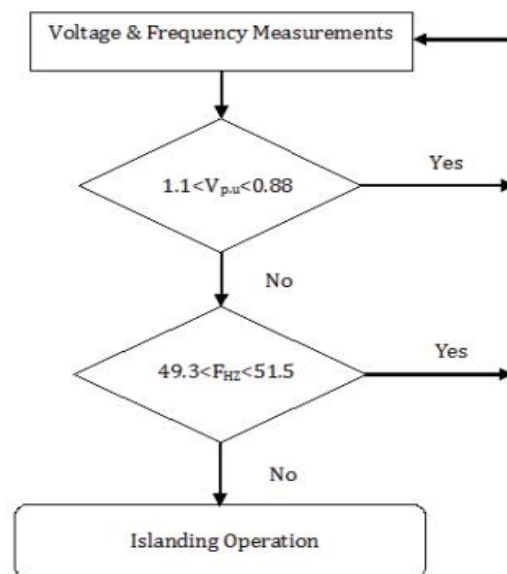 Voltage & Frequency Measurements
1.1<Vp.u<0.88
Yes
No
49.3<FHZ<51.5
Yes
No
Islanding Operation